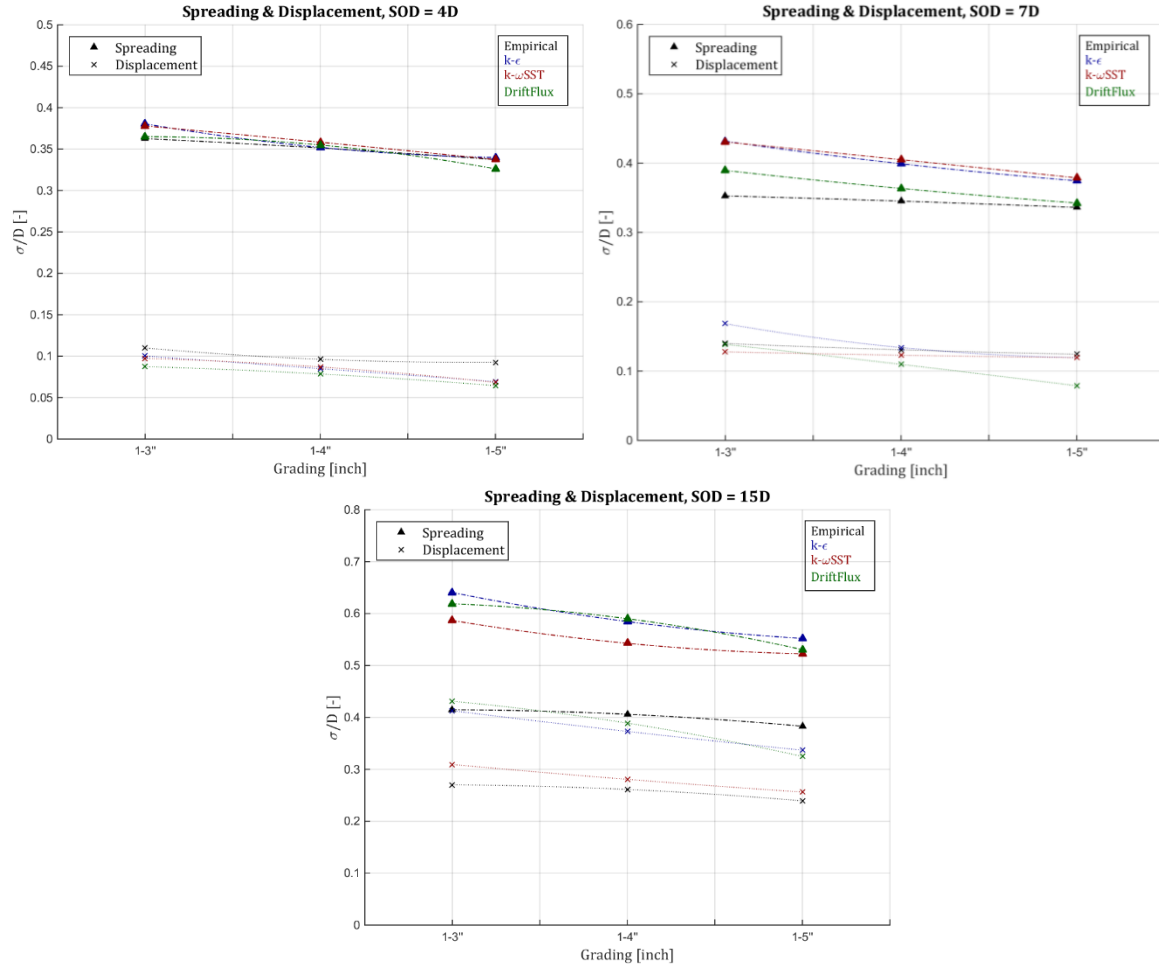 Spreading & Displacement, SOD = 4D
0.5
0.45
0.4
0.35
0.3
0.25
0.2
0.15
0.1
0.05
0
σ/D [-]
Spreading
Displacement
Empirical
k-ϵ
k-ωSST
DriftFlux
1-3" 1-4" 1-5"
Grading [inch]
Spreading & Displacement, SOD = 7D
0.6
0.5
0.4
0.3
0.2
0.1
0
σ/D [-]
Spreading
Displacement
Empirical
k-ϵ
k-ωSST
DriftFlux
1-3" 1-4" 1-5"
Grading [inch]
Spreading & Displacement, SOD = 15D
0.8
0.7
0.6
0.5
0.4
0.3
0.2
0.1
0
σ/D [-]
Spreading
Displacement
Empirical
k-ϵ
k-ωSST
DriftFlux
1-3" 1-4" 1-5"
Grading [inch]